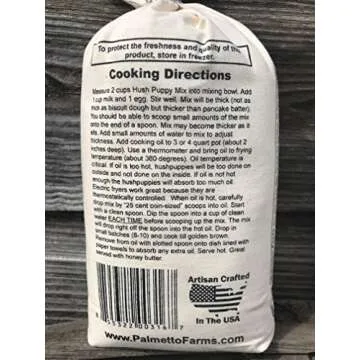 To protect the freshness and quality of the
product, store in freezer.
Cooking Directions
Measure 2 cups Hush Puppy Mix into mixing bowl. Add
1 cup milk and 1 egg. Stir well. Mix will be thick (not as
thick as biscuit dough but thicker than pancake batter).
You should be able to scoop small amounts of the mix
onto the end of a spoon. Mix may become thicker as it
sits. Add small amounts of water to mix to adjust
thickness. Add cooking oil to 3 or 4 quart pot (about 2
inches deep). Use a thermometer and bring oil to frying
temperature (about 360 degrees). Oil temperature is
critical. If oil is too hot, hushpuppies will be too done on
outside and not done on the inside. If oil is not hot
enough the hushpuppies will absorb too much oil.
Electric fryers work great because they are
thermostatically controlled. When oil is hot, carefully
drop mix by "25 cent coin-sized" scoops into oil. Start
with a clean spoon. Dip the spoon into a cup of clean
water EACH TIME before scooping up the mix. The mix
will drop right off the spoon into the hot oil. Drop in
small batches (8-10) and cook till golden brown.
Remove from oil with slotted spoon onto dish lined with
paper towels to absorb any extra oil. Serve hot. Great
served with honey butter.
Artisan Crafted
In The USA
www.PalmettoFarms.com